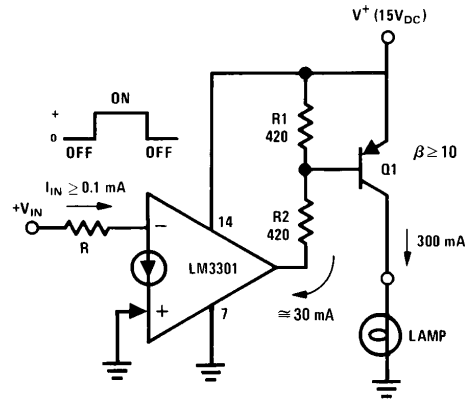 V+ (15VDC)
+
0
ON
OFF
OFF
R1
420
β ≥ 10
Q1
IIN ≥ 0.1 mA
+VIN
R
14
R2
420
−
LM3301
+
7
≅ 30 mA
300 mA
LAMP